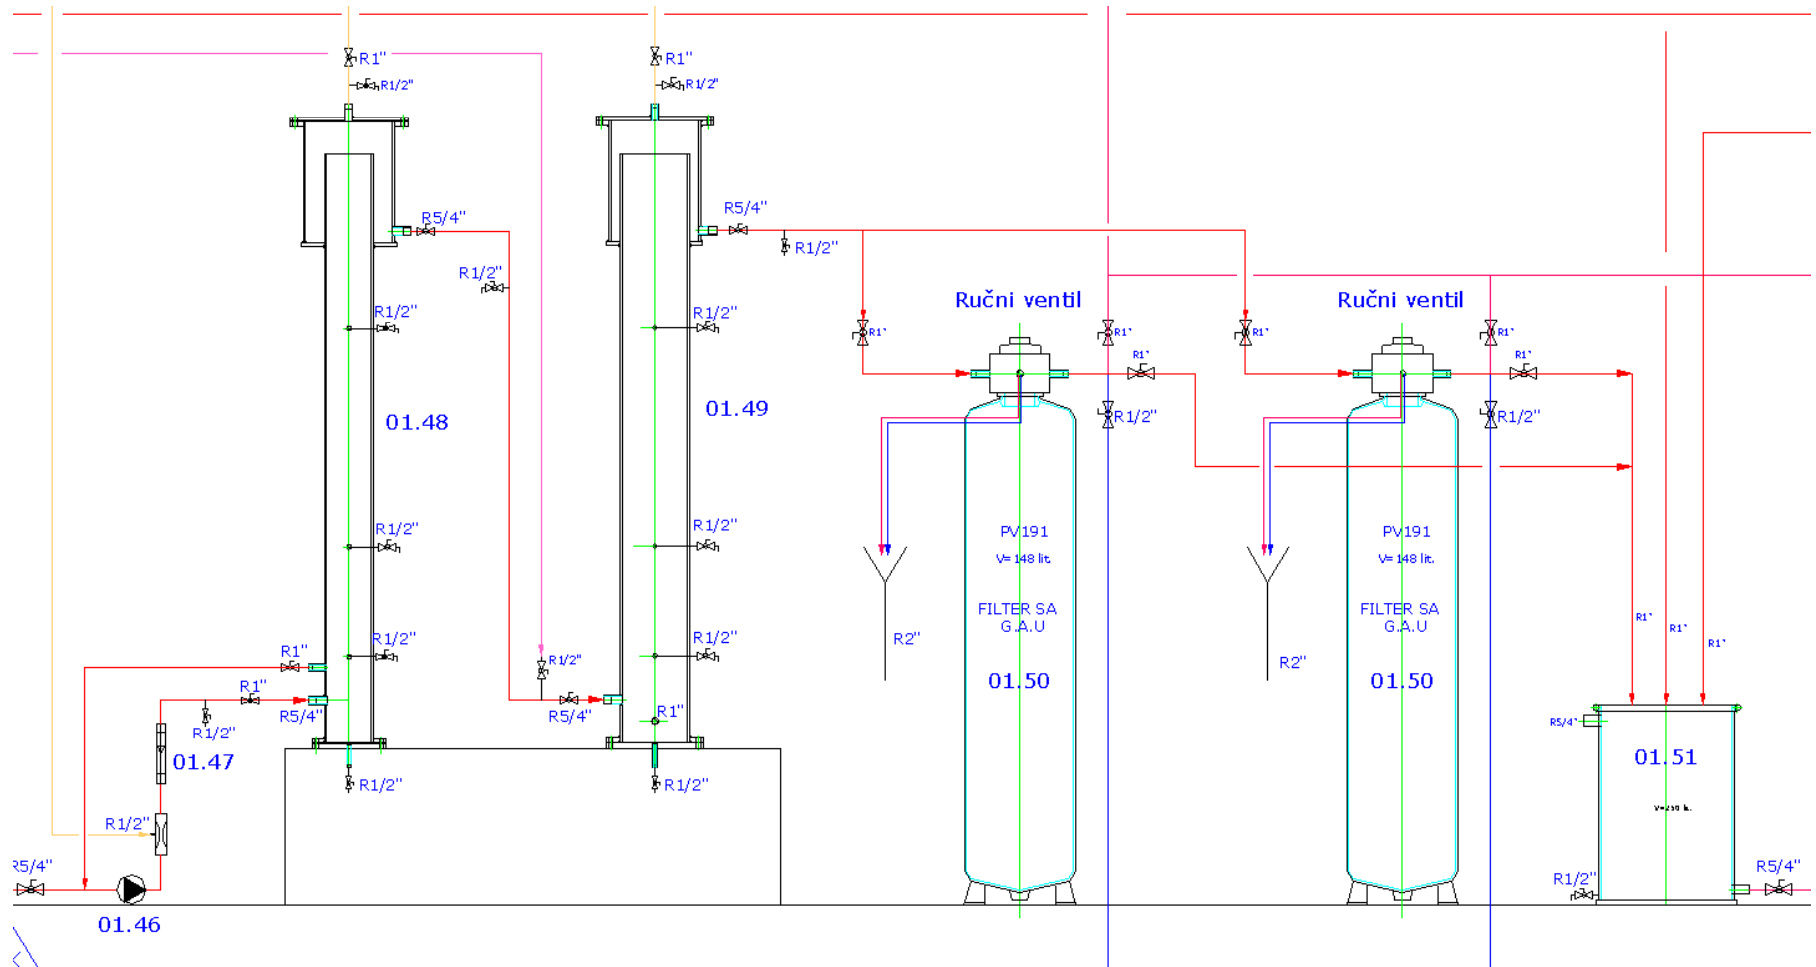 R1"
R1"
R1/2"
R1/2"
R5/4"
R5/4"
R1/2"
R1/2"
Ručni ventil
Ručni ventil
R1/2"
R1/2"
R1"
R1"
R1"
R1"
R1"
R1"
01.48
01.49
R1/2"
R1/2"
R1/2"
R1/2"
PV191
PV191
V=148 lit.
V=148 lit.
FILTER SA
G.A.U
FILTER SA
G.A.U
R2"
R2"
R1"
R1"
R1"
R1"
R1/2"
R1/2"
R1/2"
01.50
01.50
R1"
R5/4"
R5/4"
R1"
R5/4"
R1/2"
01.47
01.51
R1/2"
R1/2"
V=250 lit.
R1/2"
R5/4"
R1/2"
R5/4"
01.46